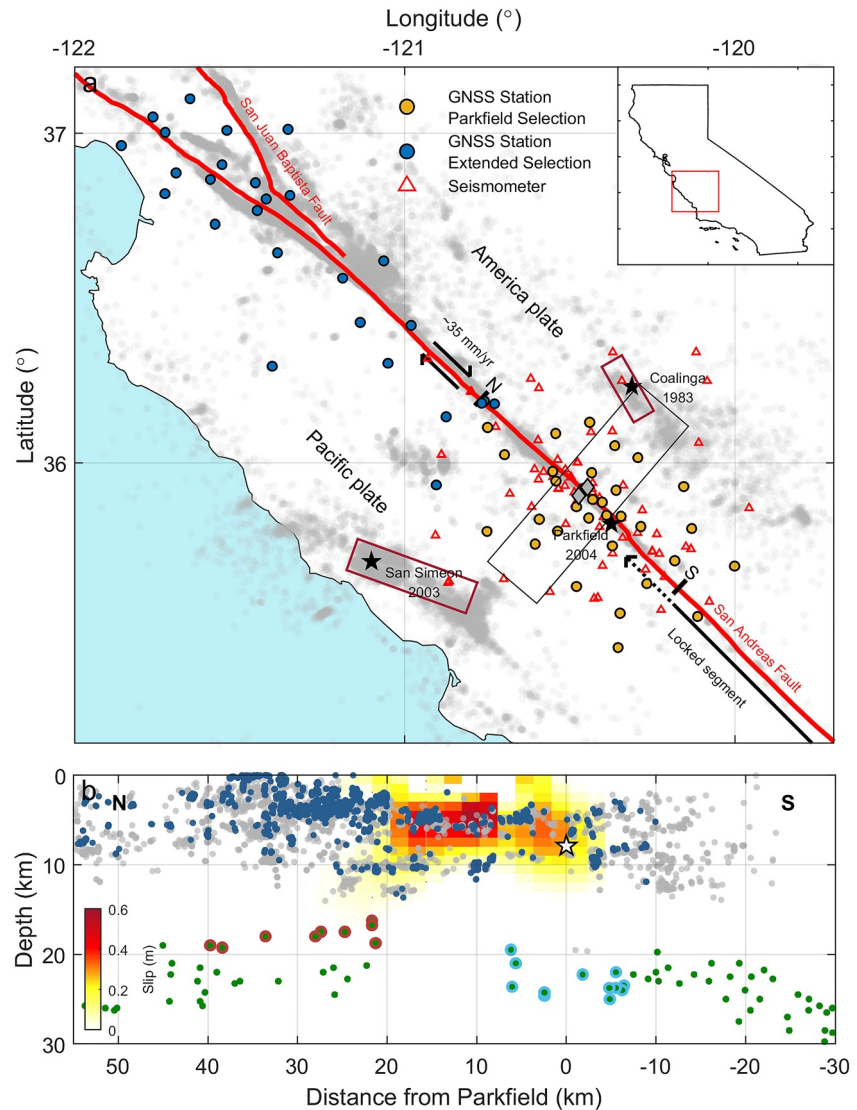 Longitude (°)
-122
-121
-120
a
GNSS Station
Parkfield Selection
GNSS Station
Extended Selection
Seismometer
37
36
Latitude (°)
San Juan Baptista Fault
America plate
~35 mm/yr
N
Coalinga
1983
Pacific plate
Parkfield
2004
San Simeon
2003
S
San Andreas Fault
Locked segment
b
N
S
0
10
20
30
Depth (km)
0.6
0.4
0.2
0
Slip (m)
50
40
30
20
10
0
-10
-20
-30
Distance from Parkfield (km)